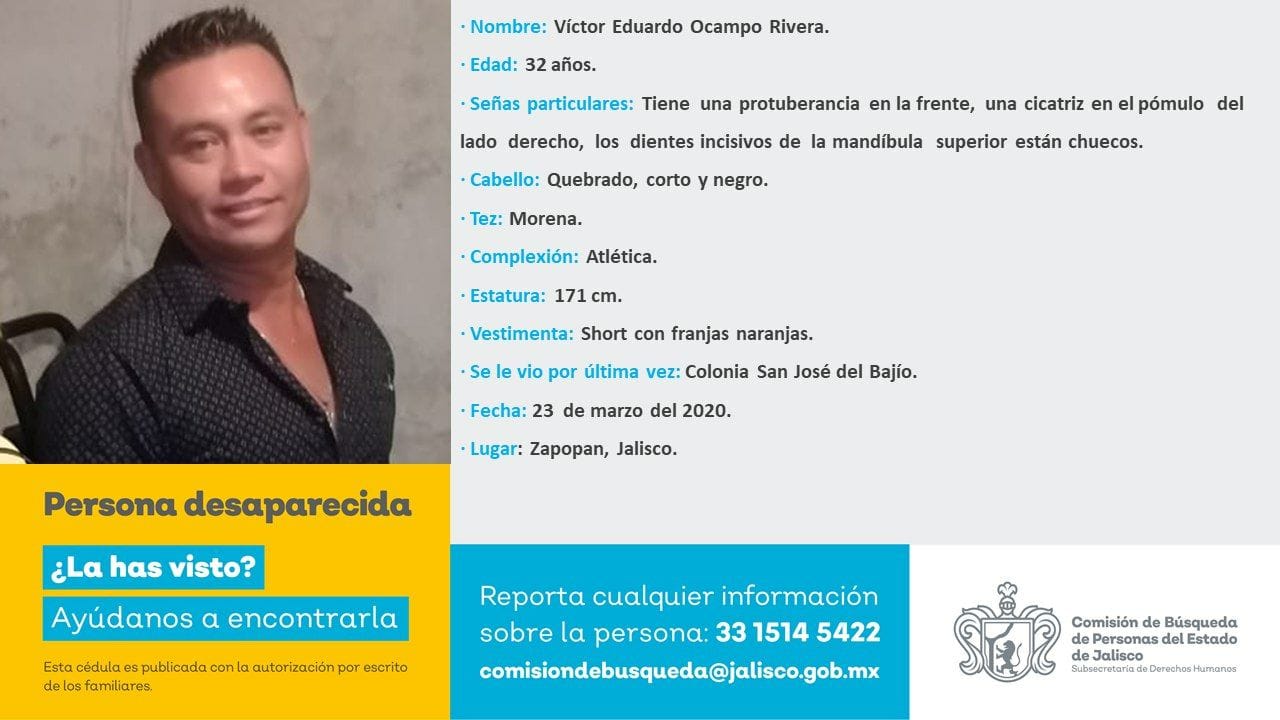 · Nombre: Víctor Eduardo Ocampo Rivera.
· Edad: 32 años.
· Señas particulares: Tiene una protuberancia en la frente, una cicatriz en el pómulo del
lado derecho, los dientes incisivos de la mandíbula superior están chuecos.
· Cabello: Quebrado, corto y negro.
· Tez: Morena.
· Complexión: Atlética.
· Estatura: 171 cm.
· Vestimenta: Short con franjas naranjas.
· Se le vio por última vez: Colonia San José del Bajío.
· Fecha: 23 de marzo del 2020.
· Lugar: Zapopan, Jalisco.
Persona desaparecida
¿La has visto?
Ayúdanos a encontrarla
Esta cédula es publicada con la autorización por escrito
de los familiares.
Reporta cualquier información
sobre la persona: 33 1514 5422
comisiondebusqueda@jalisco.gob.mx
Comisión de Búsqueda
de Personas del Estado
de Jalisco
Subsecretaría de Derechos Humanos